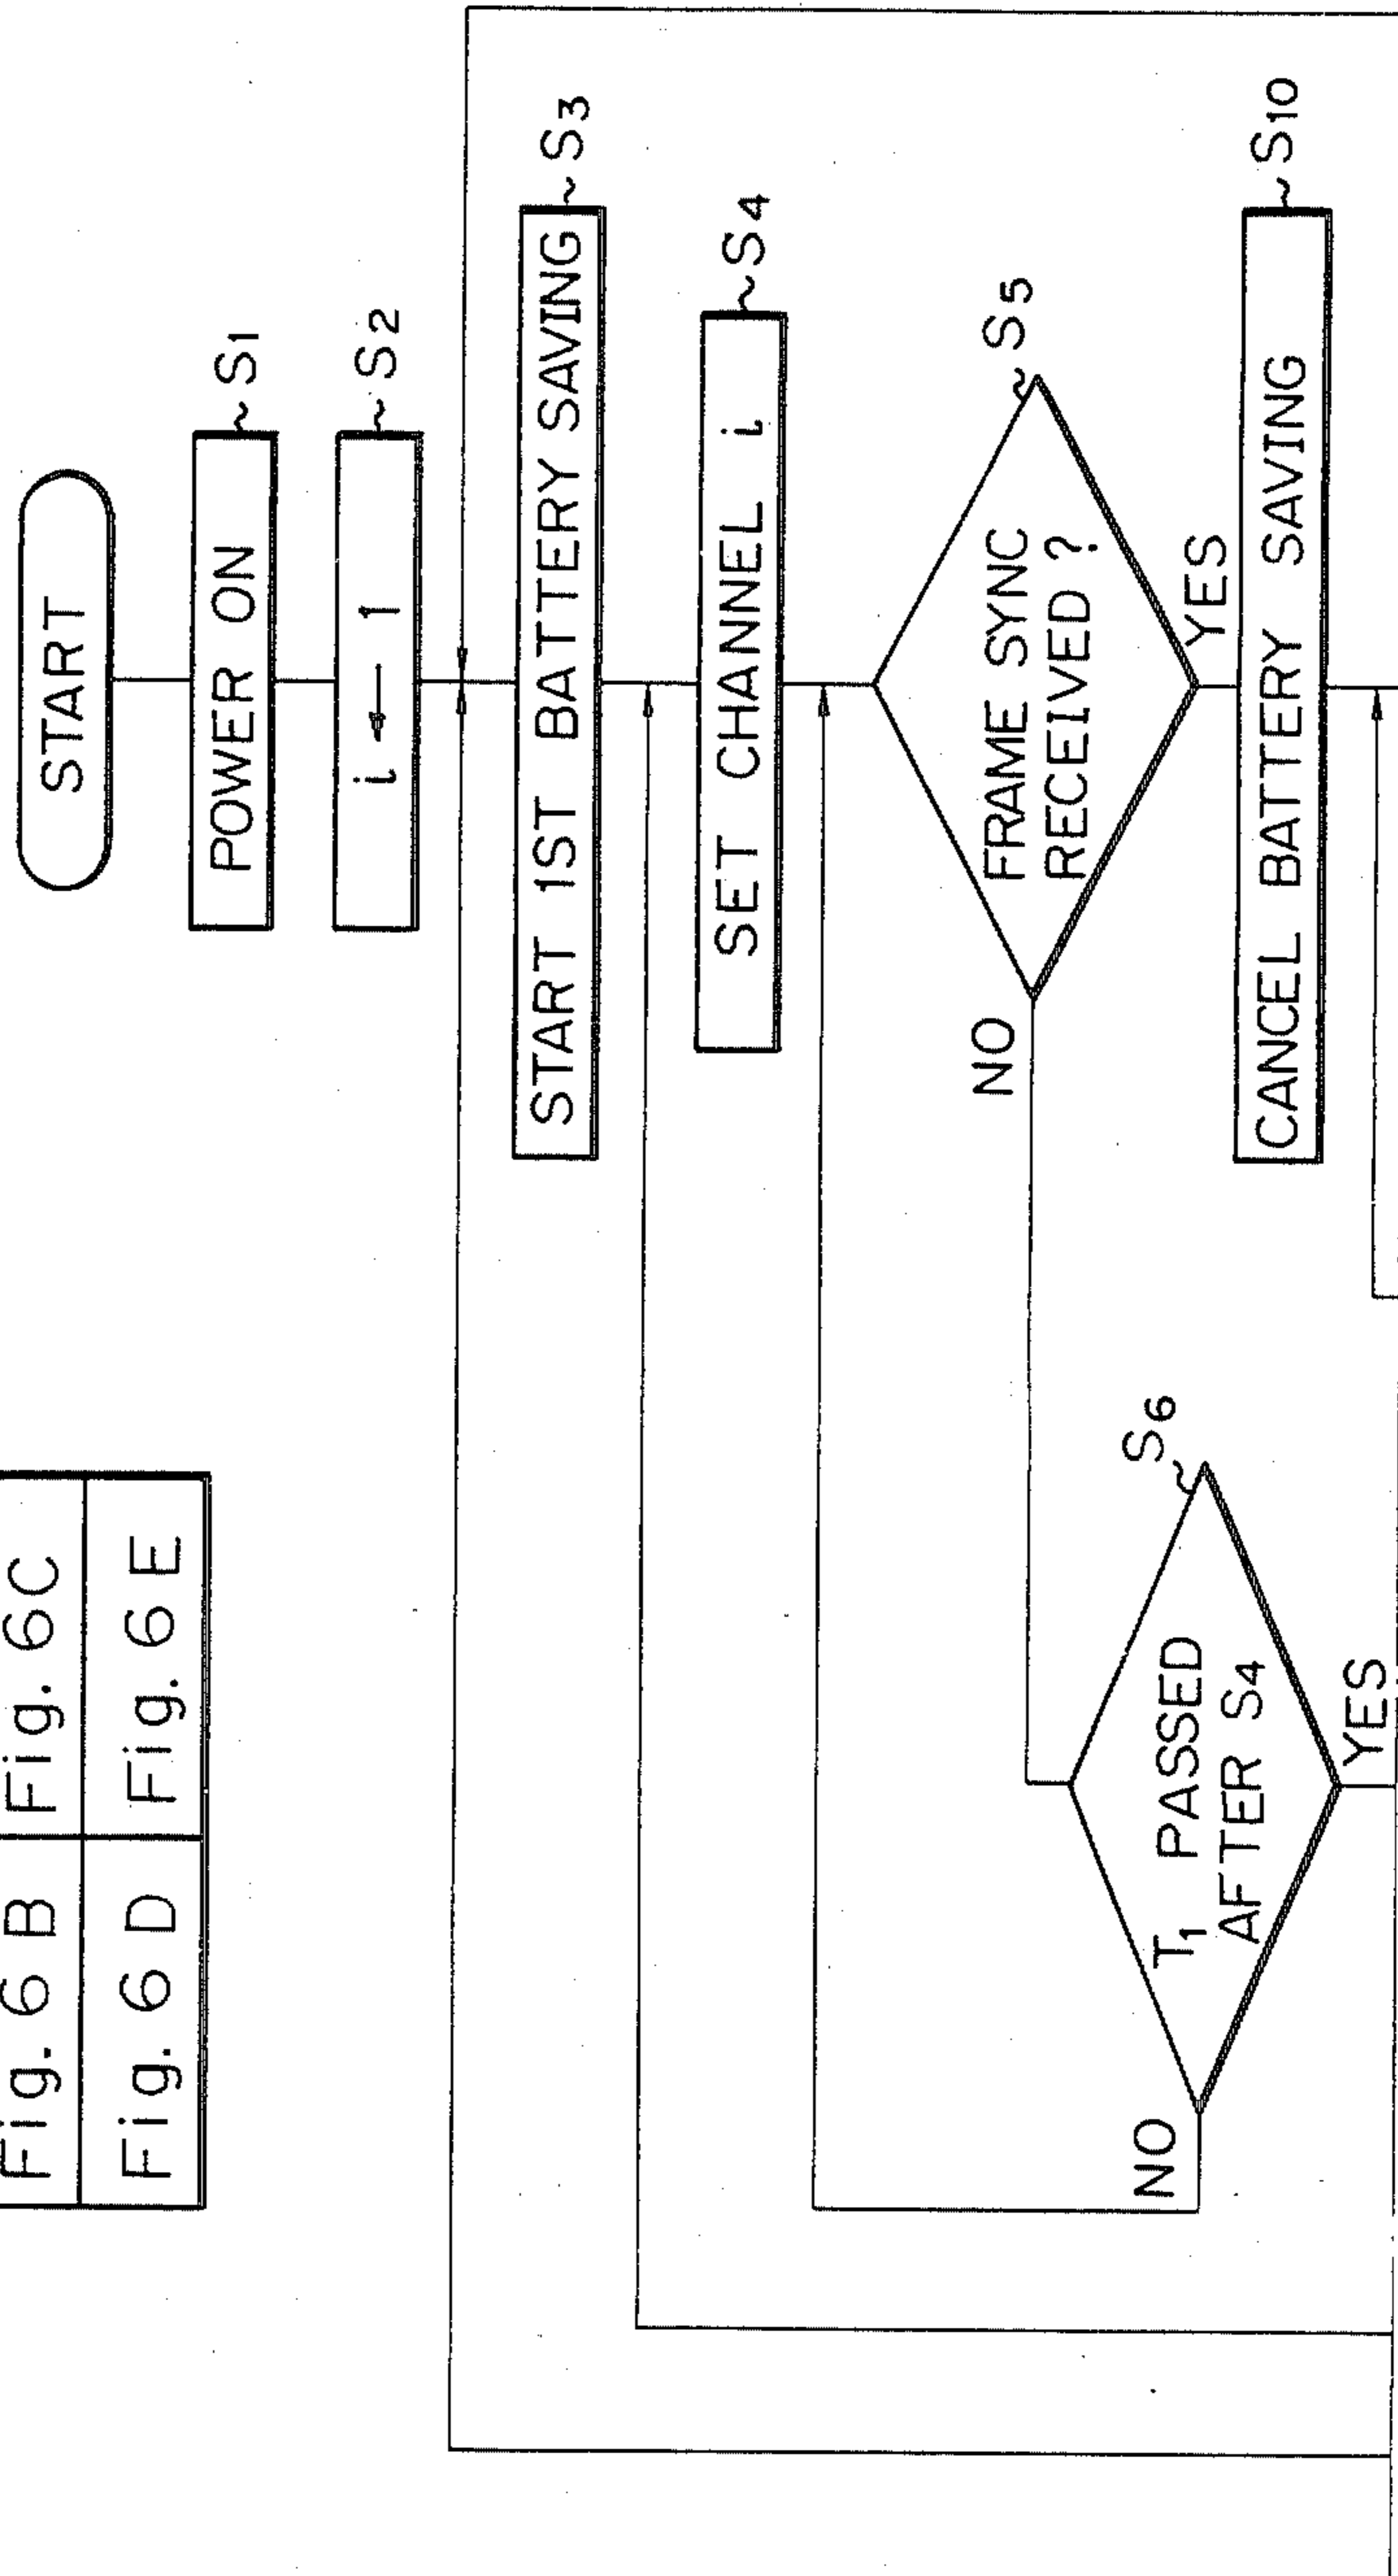 Fig. 6 B Fig. 6C
Fig. 6 D Fig. 6 E
START
POWER ON ~S1
i ← 1 ~S2
START 1ST BATTERY SAVING ~S3
SET CHANNEL i ~S4
FRAME SYNC
RECEIVED ?
S5
NO
YES
T1 PASSED
AFTER S4
S6
NO
YES
CANCEL BATTERY SAVING ~S10